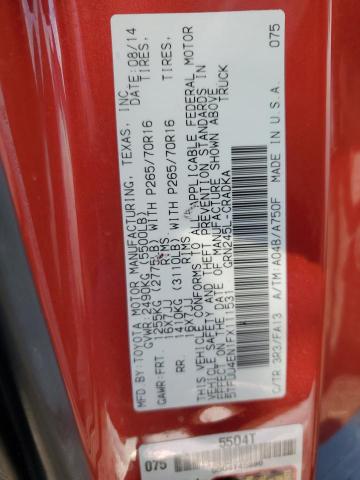 MFD BY: TOYOTA MOTOR MANUFACTURING, TEXAS, INC.
DATE: 08/14
GVWR: 2490KG (5500LB)
GAWR: FRT. 1255KG (2775LB) WITH P265/70R16 TIRES,
16X7JJ RIMS
RR. 1410KG (3110LB) WITH P265/70R16 TIRES,
16X7JJ RIMS
THIS VEHICLE CONFORMS TO ALL APPLICABLE FEDERAL MOTOR
VEHICLE SAFETY AND THEFT PREVENTION STANDARDS IN
EFFECT ON THE DATE OF MANUFACTURE SHOWN ABOVE.
5TFUU4EN1FX111531 TRUCK
GRN245L-CRADKA
C/TR: 3R3/FA13 A/TM: A04B/A750F
MADE IN U.S.A. 075
5504T
075